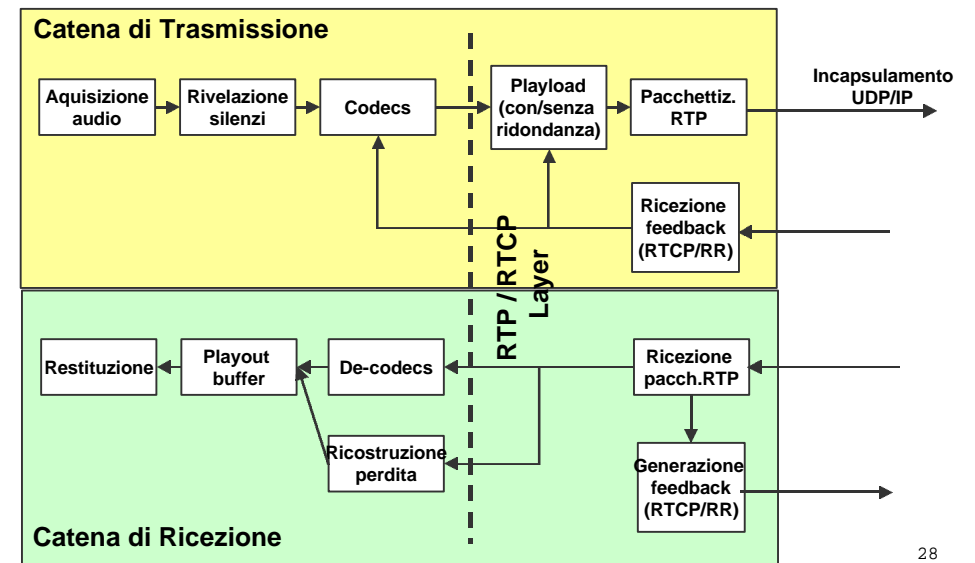 Catena di Trasmissione
Aquisizione
audio
Rivelazione
silenzi
Codecs
Playload
(con/senza
ridondanza)
Pacchettiz.
RTP
Incapsulamento
UDP/IP
Ricezione
feedback
(RTCP/RR)
RTP / RTCP
Layer
Restituzione
Playout
buffer
De-codecs
Ricezione
pacch.RTP
Ricostruzione
perdita
Generazione
feedback
(RTCP/RR)
Catena di Ricezione
28